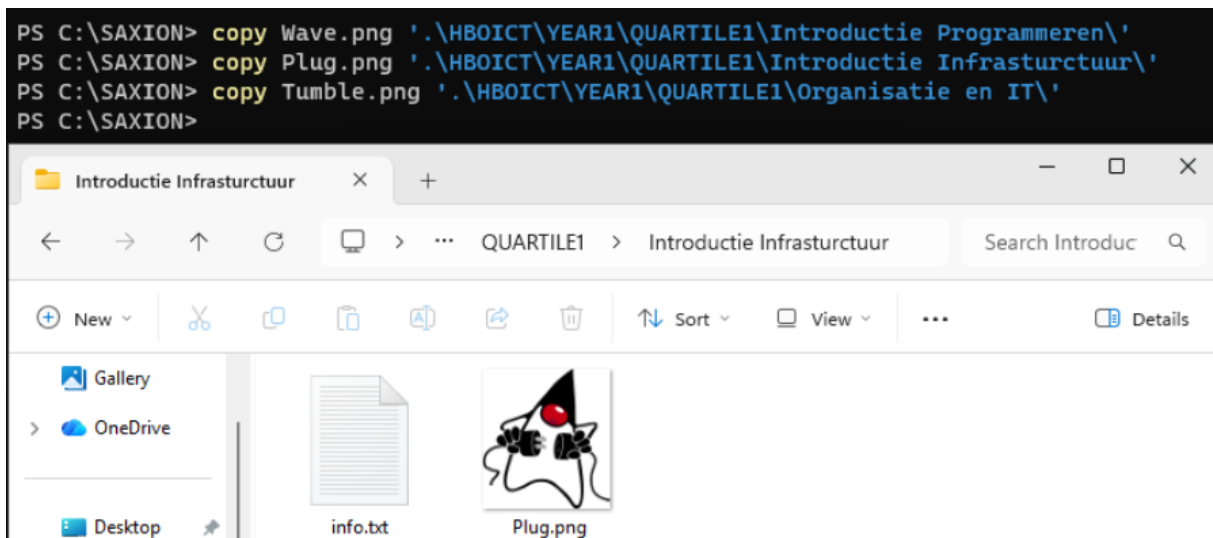 PS C:\SAXION> copy Wave.png '.\HBOICT\YEAR1\QUARTILE1\Introductie Programmeren\'
PS C:\SAXION> copy Plug.png '.\HBOICT\YEAR1\QUARTILE1\Introductie Infrasturctuur\'
PS C:\SAXION> copy Tumble.png '.\HBOICT\YEAR1\QUARTILE1\Organisatie en IT\'
PS C:\SAXION>
Introductie Infrasturctuur
QUARTILE1 > Introductie Infrasturctuur Search Introduc
New Sort View ... Details
Gallery
OneDrive
Desktop
info.txt Plug.png